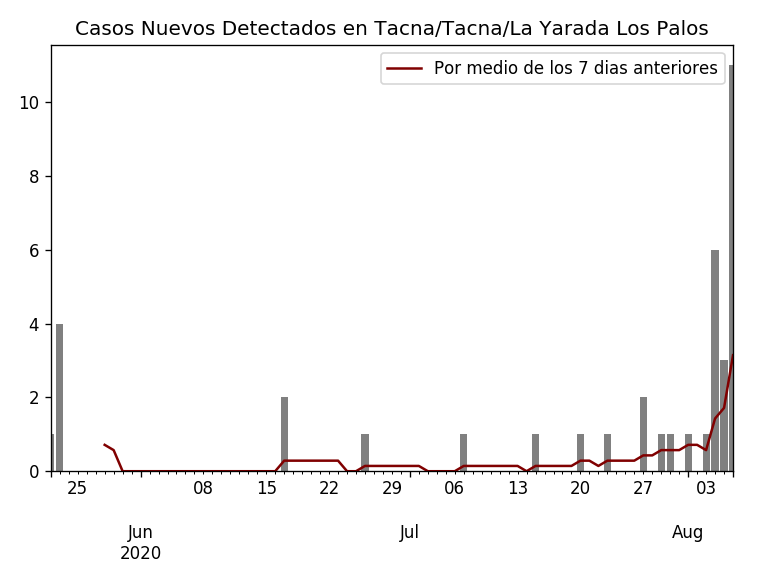 Casos Nuevos Detectados en Tacna/Tacna/La Yarada Los Palos
Por medio de los 7 dias anteriores
10
8
6
4
2
0
25 08 15 22 29 06 13 20 27 03
Jun Jul Aug
2020